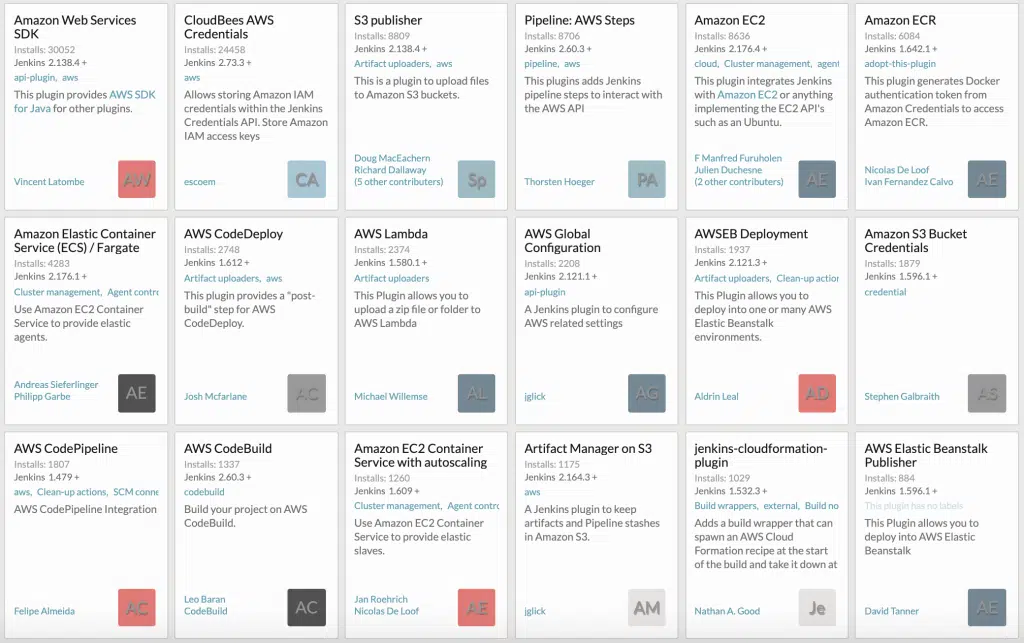 Amazon Web Services
SDK
Installs: 30052
Jenkins 2.138.4 +
api-plugin, aws
This plugin provides AWS SDK
for Java for other plugins.
Vincent Latombe
AW
CloudBees AWS
Credentials
Installs: 24458
Jenkins 2.73.3 +
aws
Allows storing Amazon IAM
credentials within the Jenkins
Credentials API. Store Amazon
IAM access keys
escoem
CA
S3 publisher
Installs: 8809
Jenkins 2.138.4 +
Artifact uploaders, aws
This is a plugin to upload files
to Amazon S3 buckets.
Doug MacEachern
Richard Dallaway
(5 other contributers)
Sp
Pipeline: AWS Steps
Installs: 8706
Jenkins 2.60.3 +
pipeline, aws
This plugins adds Jenkins
pipeline steps to interact with
the AWS API
Thorsten Hoeger
PA
Amazon EC2
Installs: 8636
Jenkins 2.176.4 +
cloud, Cluster management, agent
This plugin integrates Jenkins
with Amazon EC2 or anything
implementing the EC2 API's
such as an Ubuntu.
F Manfred Furuholen
Julien Duchesne
(2 other contributers)
AE
Amazon ECR
Installs: 6084
Jenkins 1.642.1 +
adopt-this-plugin
This plugin generates Docker
authentication token from
Amazon Credentials to access
Amazon ECR.
Nicolas De Loof
Ivan Fernandez Calvo
AE
Amazon Elastic Container
Service (ECS) / Fargate
Installs: 4283
Jenkins 2.176.1 +
Cluster management, Agent contro
Use Amazon EC2 Container
Service to provide elastic
agents.
Andreas Sieferlinger
Philipp Garbe
AE
AWS CodeDeploy
Installs: 2748
Jenkins 1.612 +
Artifact uploaders, aws
This plugin provides a "post-
build" step for AWS
CodeDeploy.
Josh Mcfarlane
AC
AWS Lambda
Installs: 2374
Jenkins 1.580.1 +
Artifact uploaders
This Plugin allows you to
upload a zip file or folder to
AWS Lambda
Michael Willemse
AL
AWS Global
Configuration
Installs: 2208
Jenkins 2.121.1 +
api-plugin
A Jenkins plugin to configure
AWS related settings
jglick
AG
AWSEB Deployment
Installs: 1937
Jenkins 2.121.3 +
Artifact uploaders, Clean-up action
This Plugin allows you to
deploy into one or many AWS
Elastic Beanstalk
environments.
Aldrin Leal
AD
Amazon S3 Bucket
Credentials
Installs: 1879
Jenkins 1.596.1 +
credential
Stephen Galbraith
AS
AWS CodePipeline
Installs: 1807
Jenkins 1.479 +
aws, Clean-up actions, SCM conne
AWS CodePipeline Integration
Felipe Almeida
AC
AWS CodeBuild
Installs: 1337
Jenkins 2.60.3 +
codebuild
Build your project on AWS
CodeBuild.
Leo Baran
CodeBuild
AC
Amazon EC2 Container
Service with autoscaling
Installs: 1260
Jenkins 1.609 +
Cluster management, Agent contro
Use Amazon EC2 Container
Service to provide elastic
slaves.
Jan Roehrich
Nicolas De Loof
AE
Artifact Manager on S3
Installs: 1175
Jenkins 2.164.3 +
aws
A Jenkins plugin to keep
artifacts and Pipeline stashes
in Amazon S3.
jglick
AM
jenkins-cloudformation-
plugin
Installs: 1029
Jenkins 1.532.3 +
Build wrappers, external, Build no
Adds a build wrapper that can
spawn an AWS Cloud
Formation recipe at the start
of the build and take it down at
Nathan A. Good
Je
AWS Elastic Beanstalk
Publisher
Installs: 884
Jenkins 1.596.1 +
This plugin has no labels
This Plugin allows you to
deploy into AWS Elastic
Beanstalk
David Tanner
AE